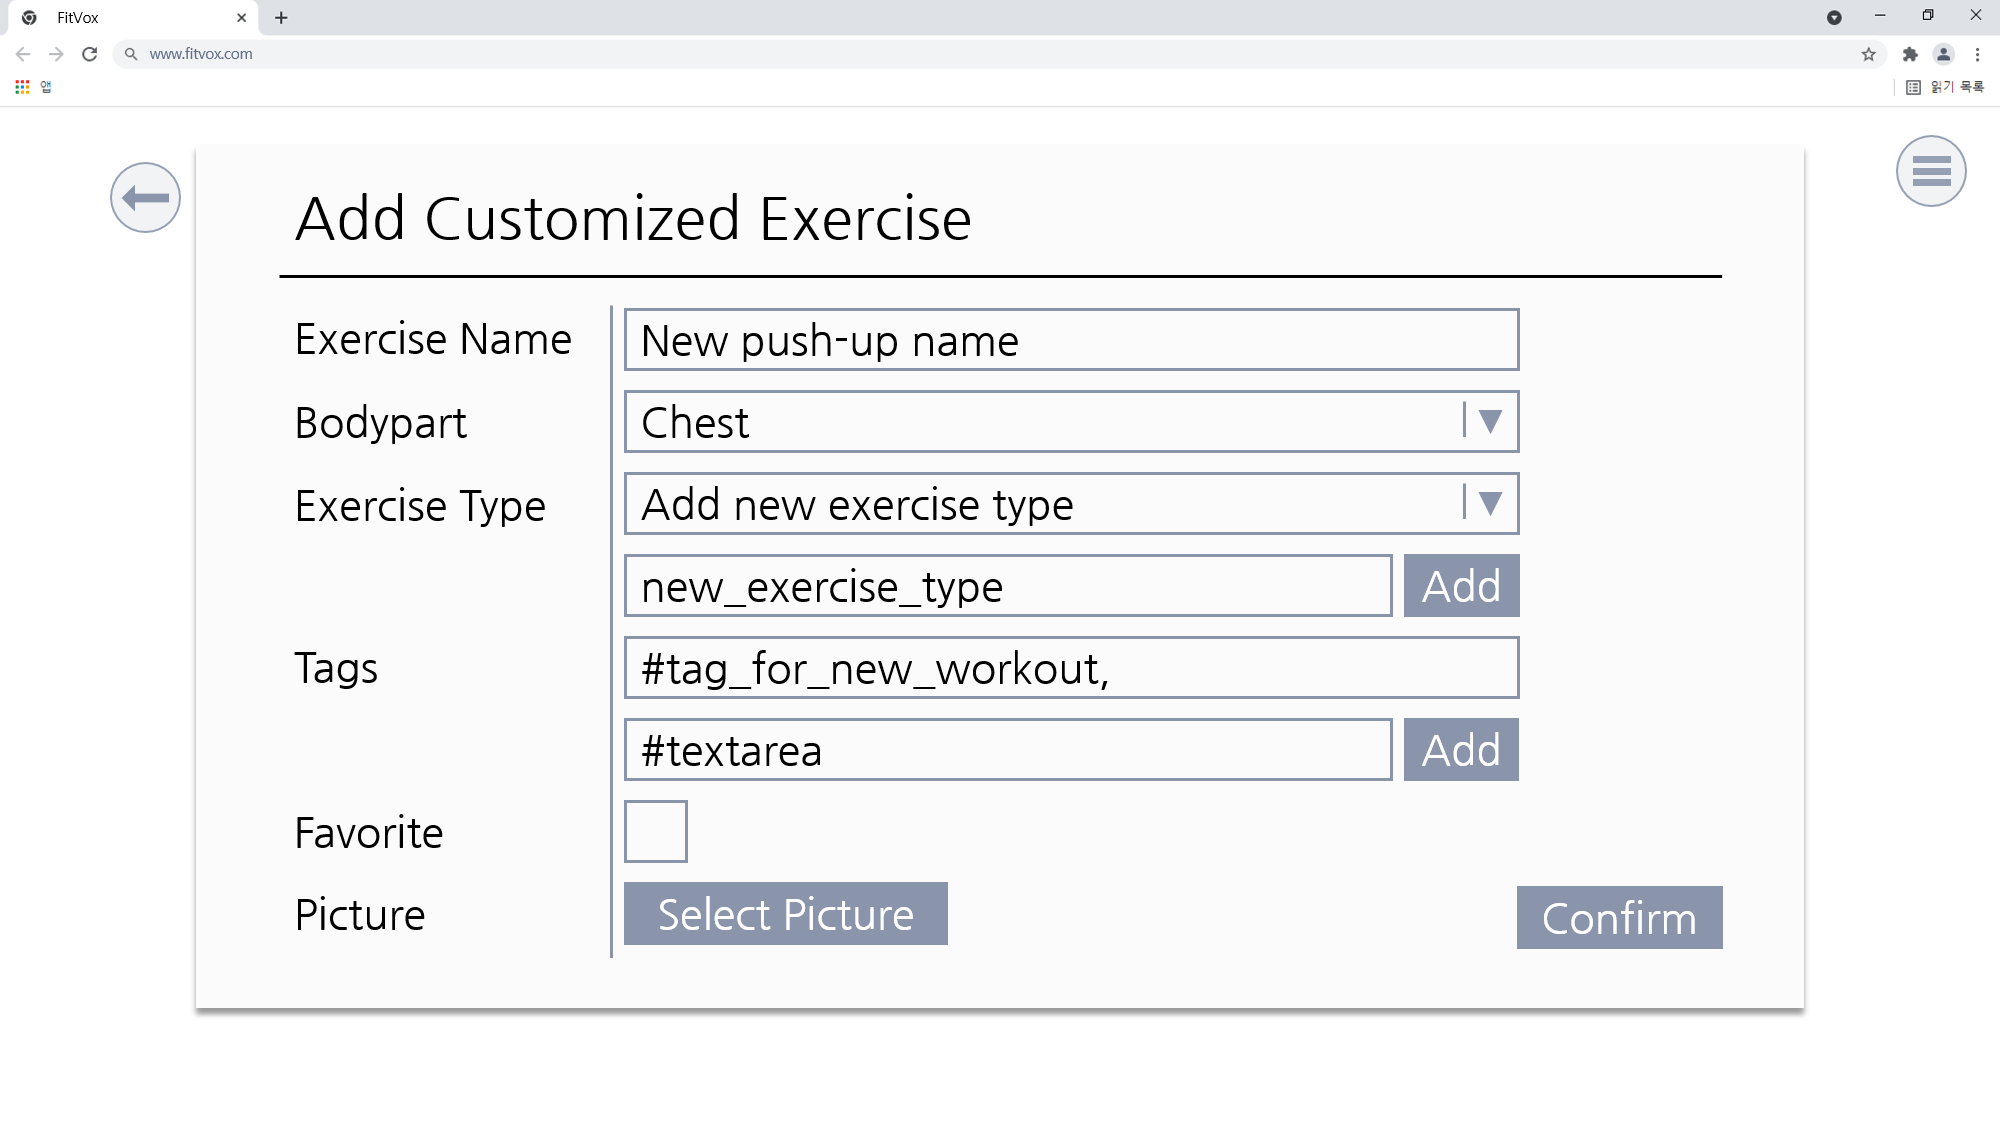 FitVox
www.fitvox.com
앱
읽기 목록
Add Customized Exercise
Exercise Name
New push-up name
Bodypart
Chest
Exercise Type
Add new exercise type
new_exercise_type
Add
Tags
#tag_for_new_workout,
#textarea
Add
Favorite
Picture
Select Picture
Confirm